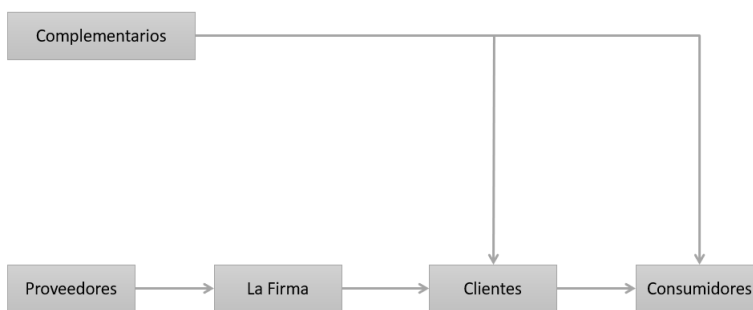 Complementarios
Proveedores
La Firma
Clientes
Consumidores